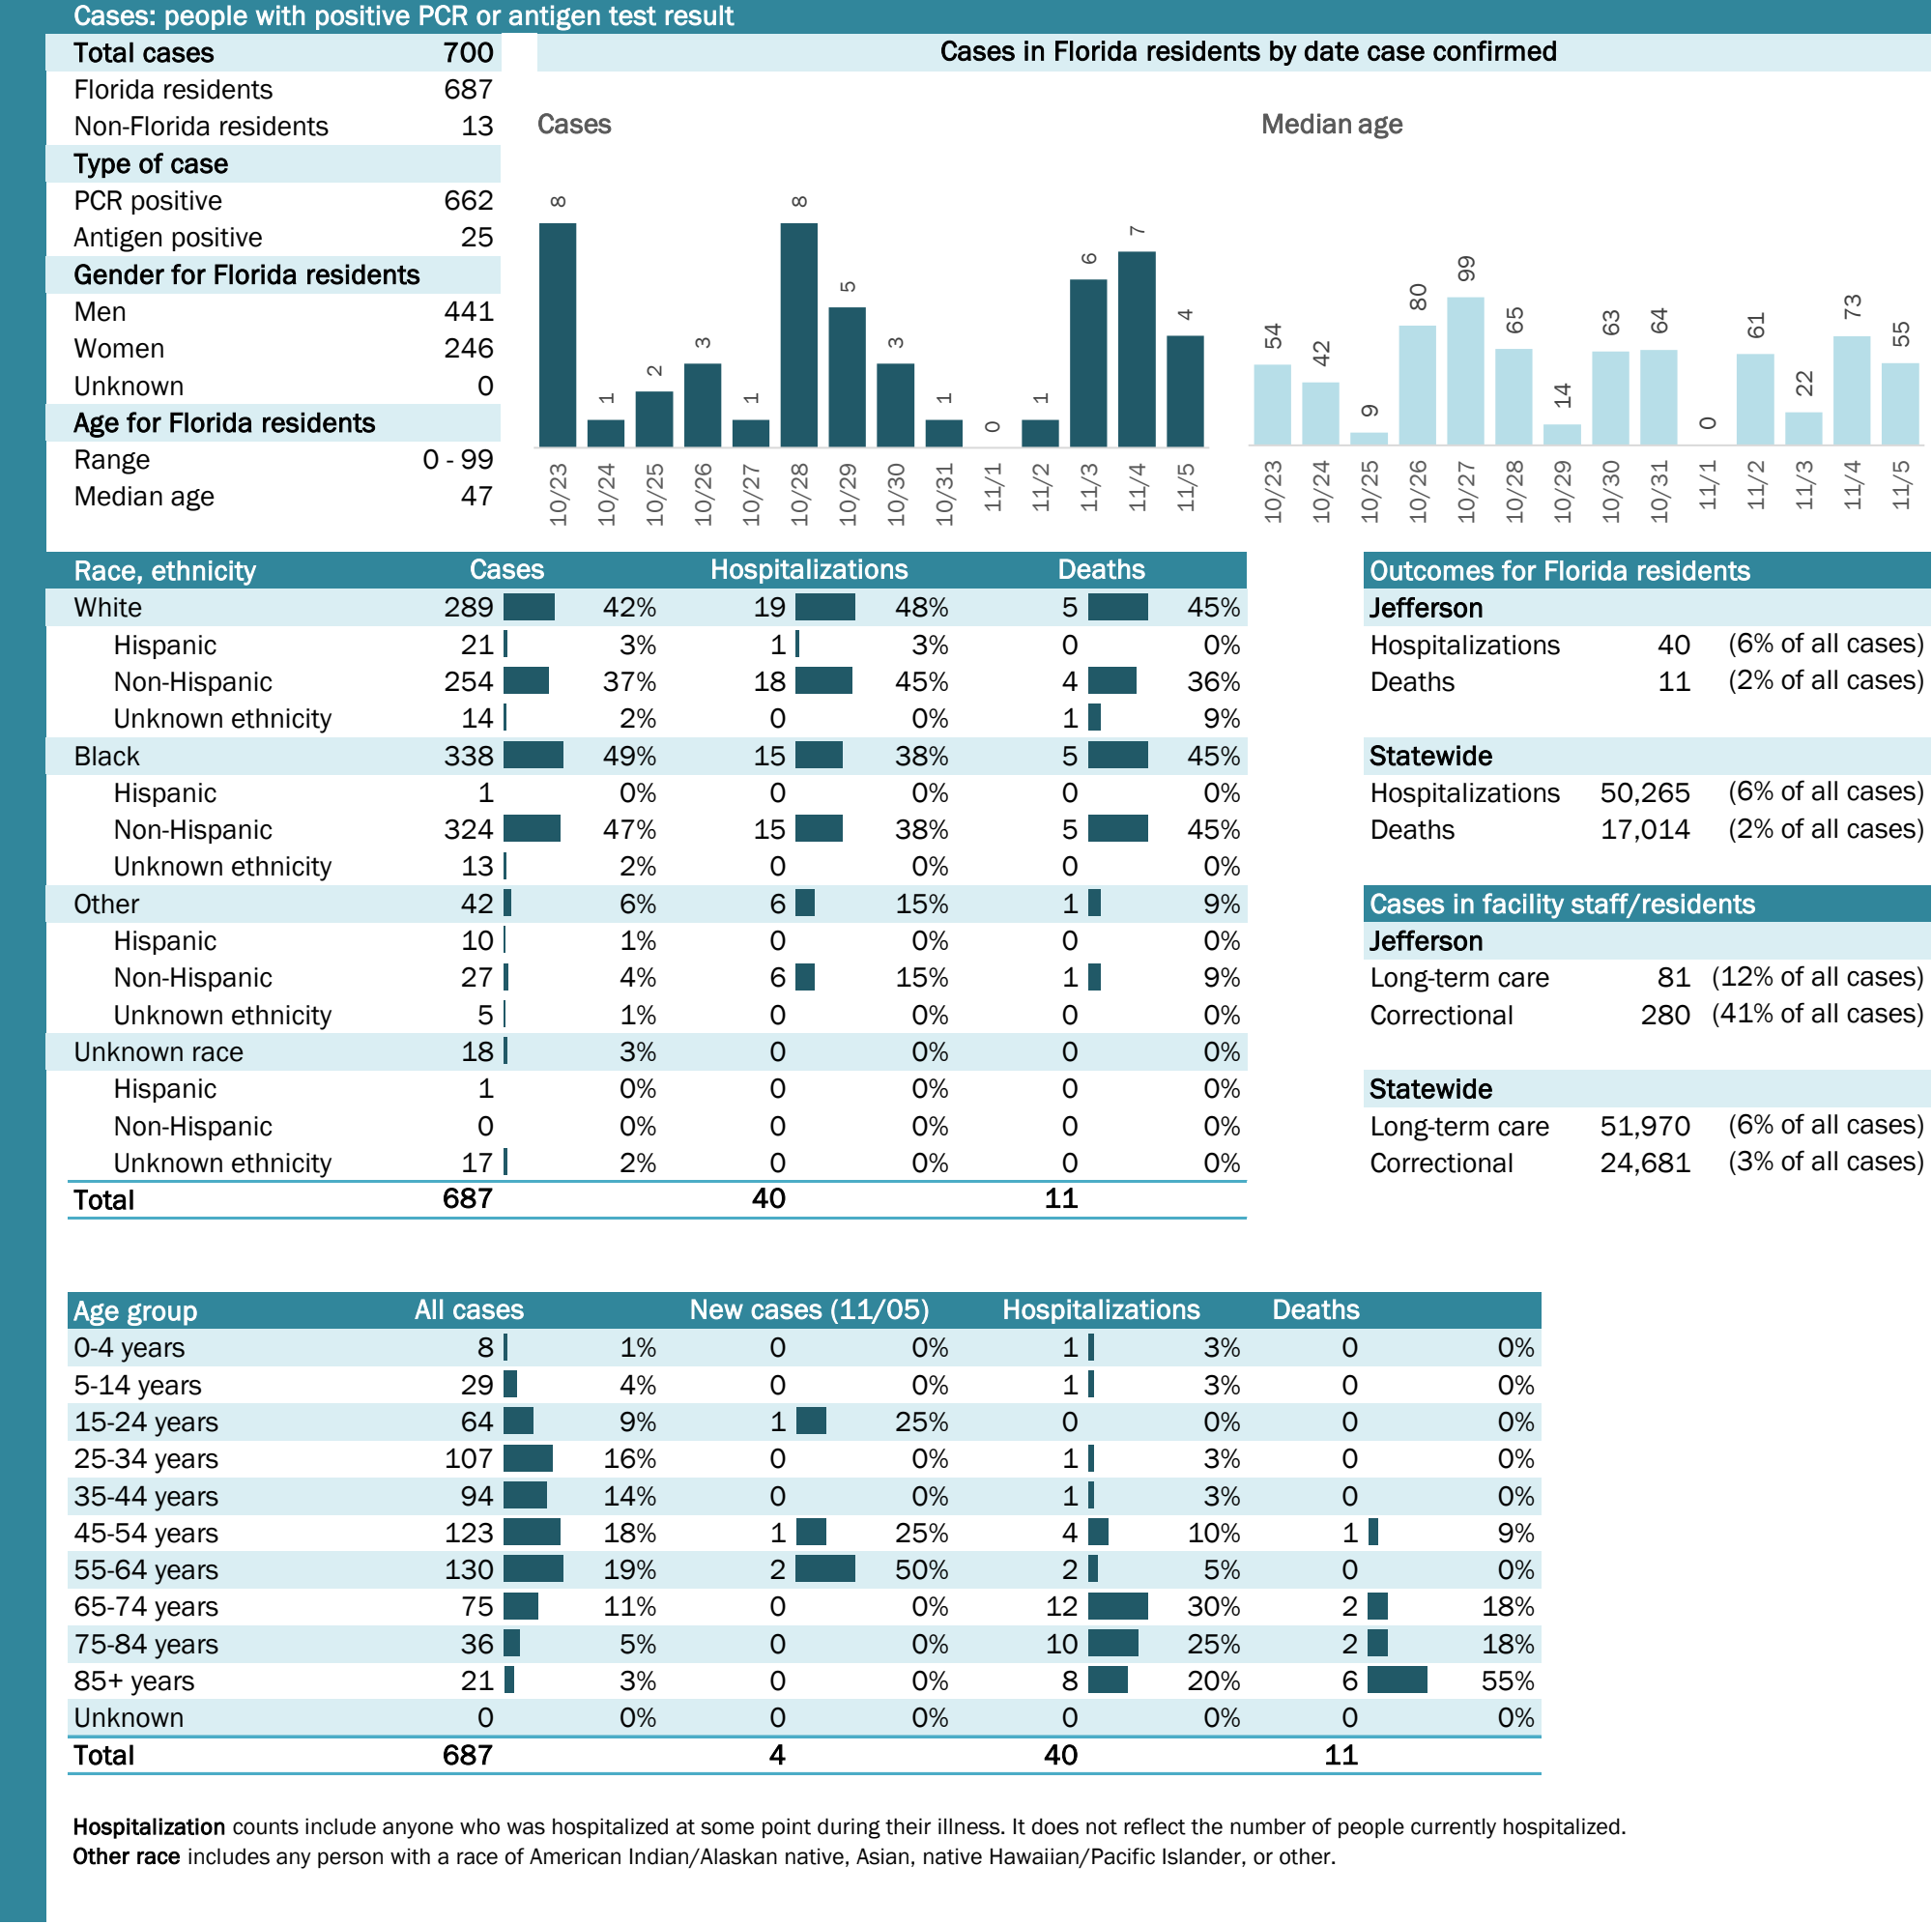 Cases: people with positive PCR or antigen test result
Total cases 700
Florida residents 687
Non-Florida residents 13
Type of case
PCR positive 662
Antigen positive 25
Gender for Florida residents
Men 441
Women 246
Unknown 0
Age for Florida residents
Range 0 - 99
Median age 47
Cases in Florida residents by date case confirmed
Cases
8 1 2 3 1 8 5 3 1 0 1 6 7 4
10/23 10/24 10/25 10/26 10/27 10/28 10/29 10/30 10/31 11/1 11/2 11/3 11/4 11/5
Median age
54 42 9 80 99 65 14 63 64 0 61 22 73 55
10/23 10/24 10/25 10/26 10/27 10/28 10/29 10/30 10/31 11/1 11/2 11/3 11/4 11/5
Race, ethnicity Cases Hospitalizations Deaths
White 289 42% 19 48% 5 45%
Hispanic 21 3% 1 3% 0 0%
Non-Hispanic 254 37% 18 45% 4 36%
Unknown ethnicity 14 2% 0 0% 1 9%
Black 338 49% 15 38% 5 45%
Hispanic 1 0% 0 0% 0 0%
Non-Hispanic 324 47% 15 38% 5 45%
Unknown ethnicity 13 2% 0 0% 0 0%
Other 42 6% 6 15% 1 9%
Hispanic 10 1% 0 0% 0 0%
Non-Hispanic 27 4% 6 15% 1 9%
Unknown ethnicity 5 1% 0 0% 0 0%
Unknown race 18 3% 0 0% 0 0%
Hispanic 1 0% 0 0% 0 0%
Non-Hispanic 0 0% 0 0% 0 0%
Unknown ethnicity 17 2% 0 0% 0 0%
Total 687 40 11
Outcomes for Florida residents
Jefferson
Hospitalizations 40 (6% of all cases)
Deaths 11 (2% of all cases)
Statewide
Hospitalizations 50,265 (6% of all cases)
Deaths 17,014 (2% of all cases)
Cases in facility staff/residents
Jefferson
Long-term care 81 (12% of all cases)
Correctional 280 (41% of all cases)
Statewide
Long-term care 51,970 (6% of all cases)
Correctional 24,681 (3% of all cases)
Age group All cases New cases (11/05) Hospitalizations Deaths
0-4 years 8 1% 0 0% 1 3% 0 0%
5-14 years 29 4% 0 0% 1 3% 0 0%
15-24 years 64 9% 1 25% 0 0% 0 0%
25-34 years 107 16% 0 0% 1 3% 0 0%
35-44 years 94 14% 0 0% 1 3% 0 0%
45-54 years 123 18% 1 25% 4 10% 1 9%
55-64 years 130 19% 2 50% 2 5% 0 0%
65-74 years 75 11% 0 0% 12 30% 2 18%
75-84 years 36 5% 0 0% 10 25% 2 18%
85+ years 21 3% 0 0% 8 20% 6 55%
Unknown 0 0% 0 0% 0 0% 0 0%
Total 687 4 40 11
Hospitalization counts include anyone who was hospitalized at some point during their illness. It does not reflect the number of people currently hospitalized.
Other race includes any person with a race of American Indian/Alaskan native, Asian, native Hawaiian/Pacific Islander, or other.